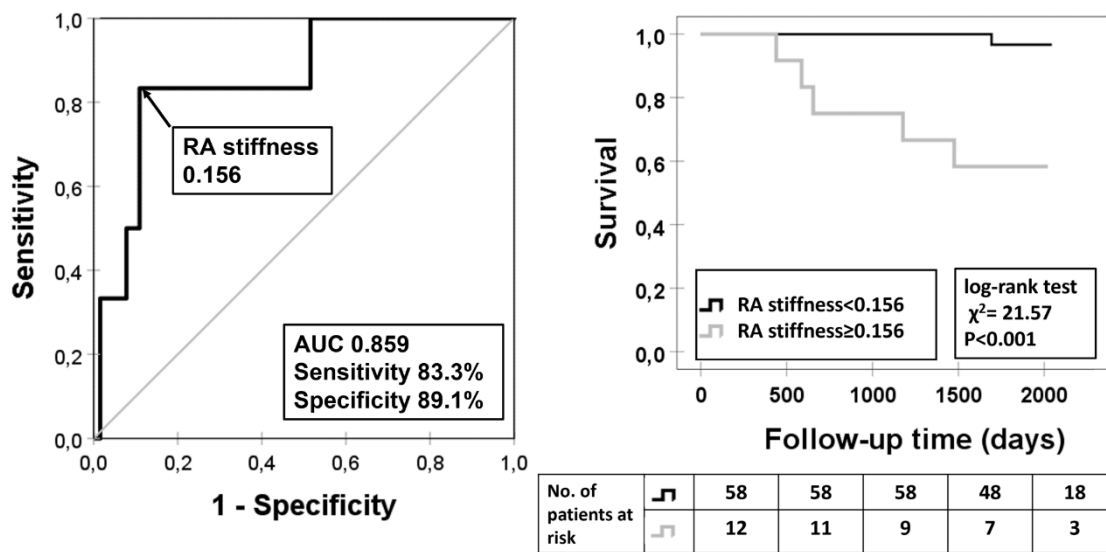 1,0
0,8
0,6
0,4
0,2
0,0
Sensitivity
RA stiffness
0.156
AUC 0.859
Sensitivity 83.3%
Specificity 89.1%
0,0 0,2 0,4 0,6 0,8 1,0
1 - Specificity
1,0
0,8
0,6
0,4
0,2
0,0
Survival
RA stiffness<0.156
RA stiffness≥0.156
log-rank test
χ²= 21.57
P<0.001
0 500 1000 1500 2000
Follow-up time (days)
No. of
patients at
risk
58 58 58 48 18
12 11 9 7 3